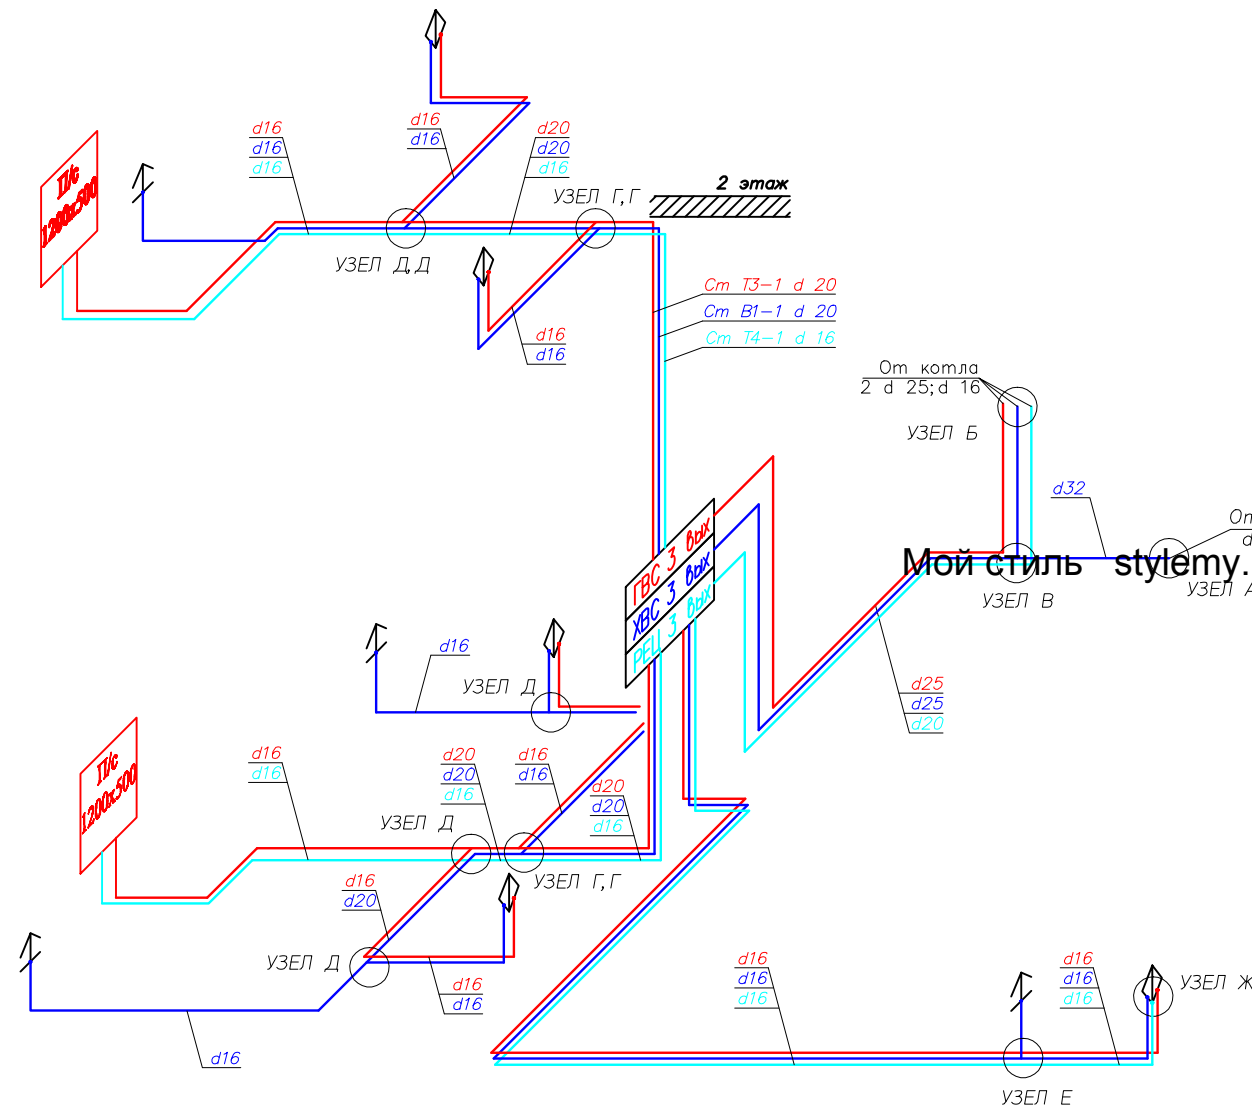 d16
d16
d16
d16
d16
d20
d20
d16
П/с
1200х500
2 этаж
УЗЕЛ Г,Г
УЗЕЛ Д,Д
Ст Т3-1 d 20
Ст В1-1 d 20
Ст Т4-1 d 16
d16
d16
От котла
2 d 25;d 16
УЗЕЛ Б
d32
От
d
Мой стиль stylemy.
УЗЕЛ А
УЗЕЛ В
ГВС 3 вых
ХВС 3 вых
РЕЦ 3 вых
d16
УЗЕЛ Д
d25
d25
d20
П/с
1200х500
d16
d16
d20
d20
d16
d16
d16
d20
d20
d16
УЗЕЛ Д
УЗЕЛ Г,Г
d16
d20
УЗЕЛ Д
d16
d16
d16
d16
d16
d16
d16
d16
d16
УЗЕЛ Ж
УЗЕЛ Е